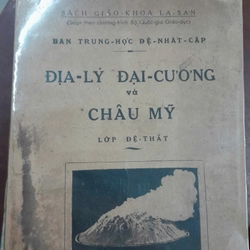 SÁCH GIÁO-KHOA LA-SAN
BAN TRUNG-HỌC ĐỆ-NHẤT-CẤP
ĐỊA-LÝ ĐẠI-CƯƠNG
và
CHÂU MỸ
LỚP ĐỆ-THẤT